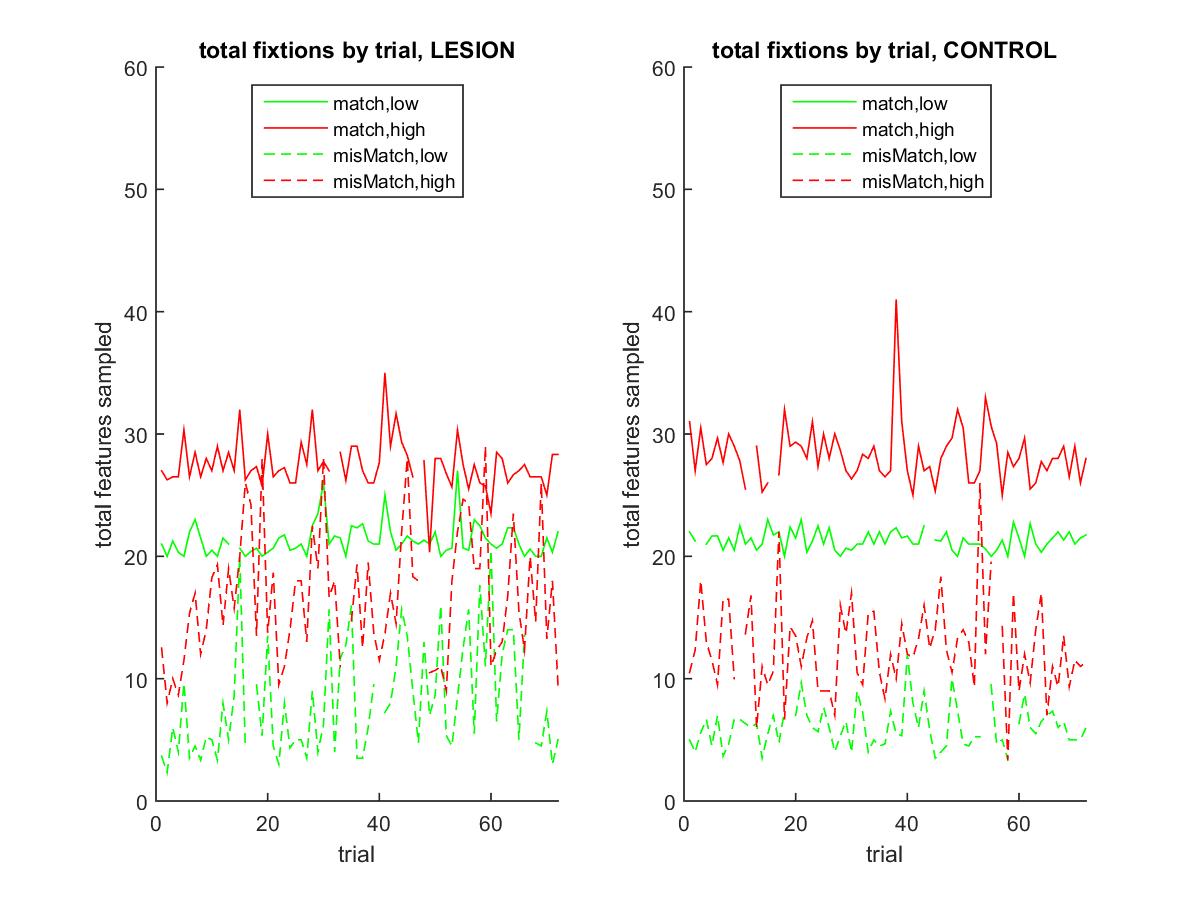 total fixtions by trial, LESION
match,low
match,high
misMatch,low
misMatch,high
total features sampled
60
50
40
30
20
10
0
0 20 40 60
trial
total fixtions by trial, CONTROL
match,low
match,high
misMatch,low
misMatch,high
total features sampled
60
50
40
30
20
10
0
0 20 40 60
trial